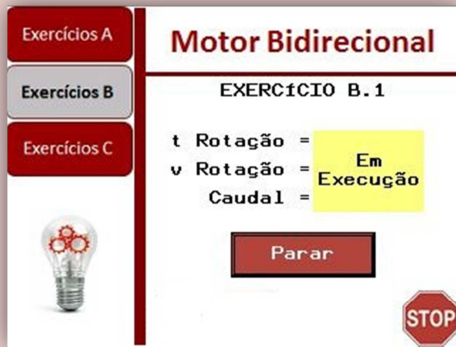 Exercícios A
Exercícios B
Exercícios C
Motor Bidirecional
EXERCíCIO B.1
t Rotação =
v Rotação =
Caudal =
Em
Execução
Parar
STOP